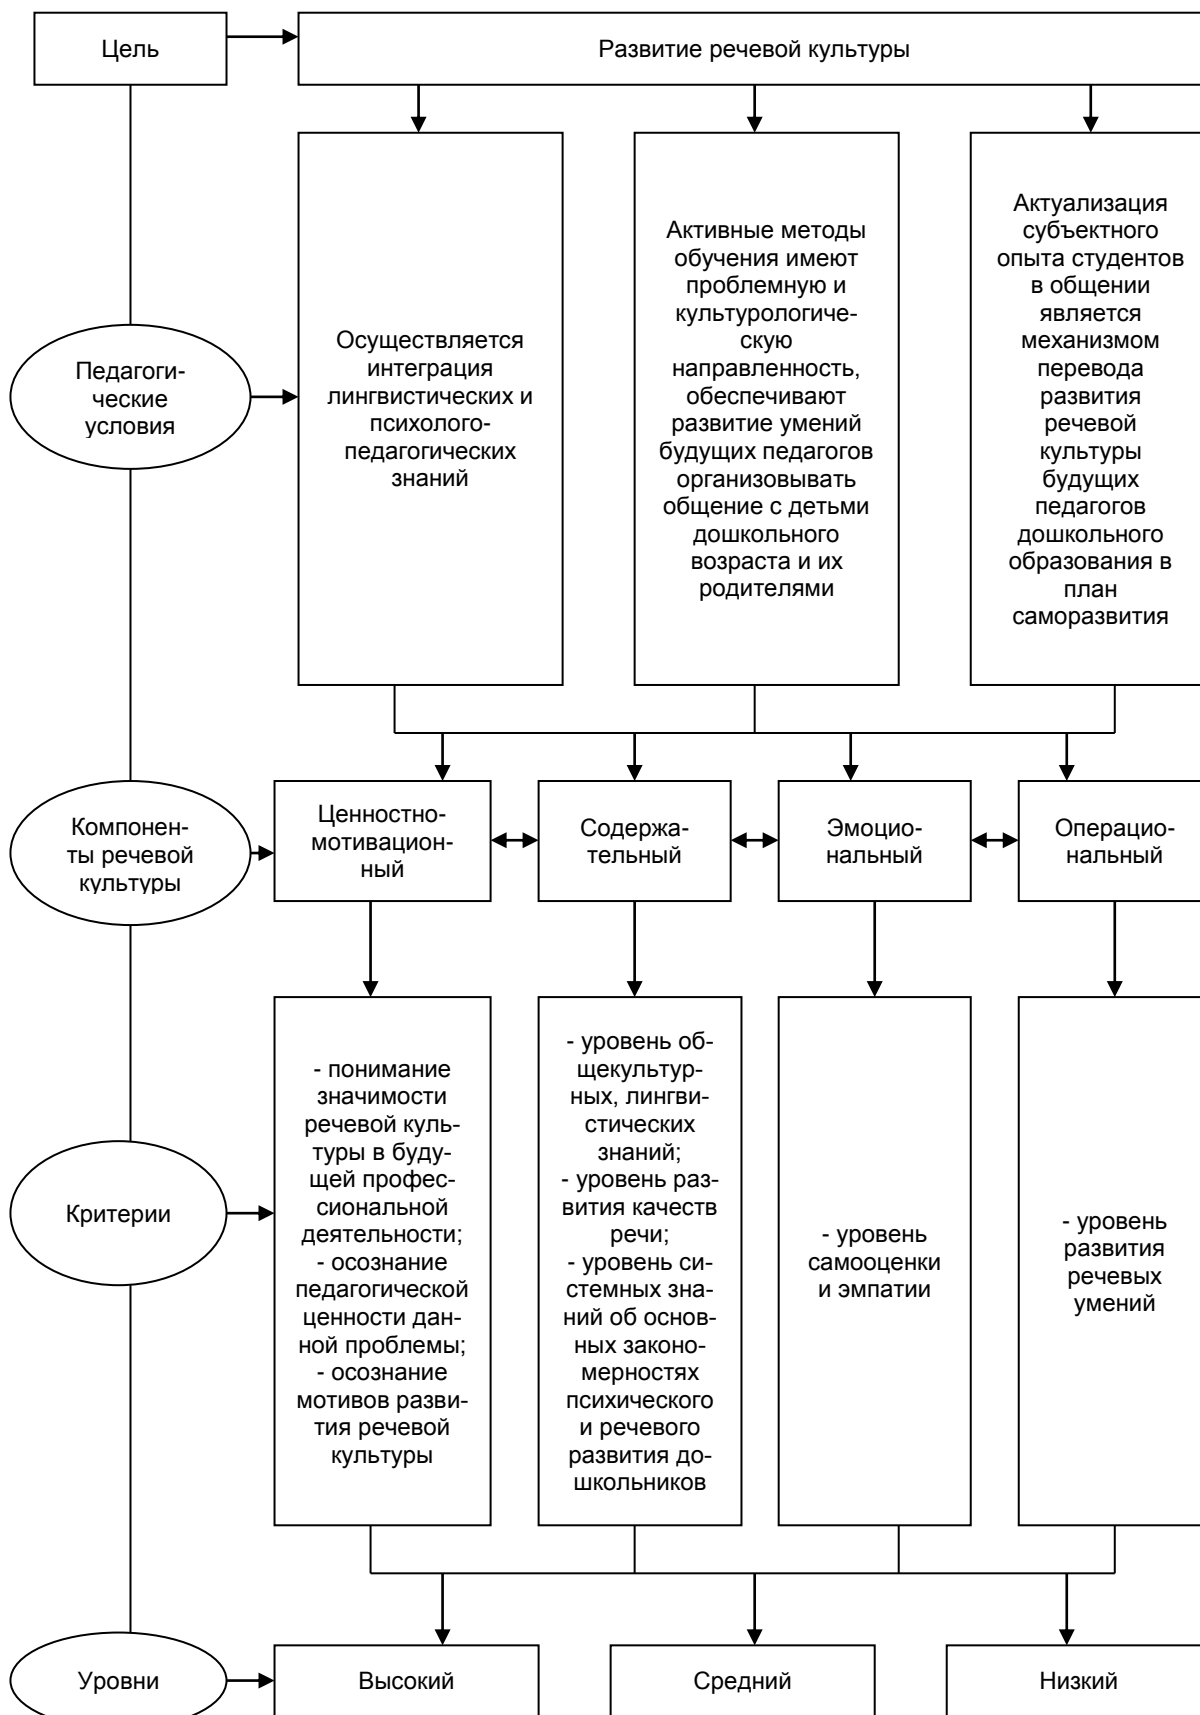 Цель
Развитие речевой культуры
Педагоги-
ческие
условия
Осуществляется
интеграция
лингвистических и
психолого-
педагогических
знаний
Активные методы
обучения имеют
проблемную и
культурологиче-
скую
направленность,
обеспечивают
развитие умений
будущих педагогов
организовывать
общение с детьми
дошкольного
возраста и их
родителями
Актуализация
субъектного
опыта студентов
в общении
является
механизмом
перевода
развития
речевой
культуры
будущих
педагогов
дошкольного
образования в
план
саморазвития
Компонен-
ты речевой
культуры
Ценностно-
мотивацион-
ный
Содержа-
тельный
Эмоцио-
нальный
Операцио-
нальный
Критерии
- понимание
значимости
речевой куль-
туры в буду-
щей профес-
сиональной
деятельности;
- осознание
педагогической
ценности дан-
ной проблемы;
- осознание
мотивов разви-
тия речевой
культуры
- уровень об-
щекультур-
ных, лингви-
стических
знаний;
- уровень раз-
вития качеств
речи;
- уровень си-
стемных зна-
ний об основ-
ных законо-
мерностях
психического
и речевого
развития до-
школьников
- уровень
самооценки
и эмпатии
- уровень
развития
речевых
умений
Уровни
Высокий
Средний
Низкий